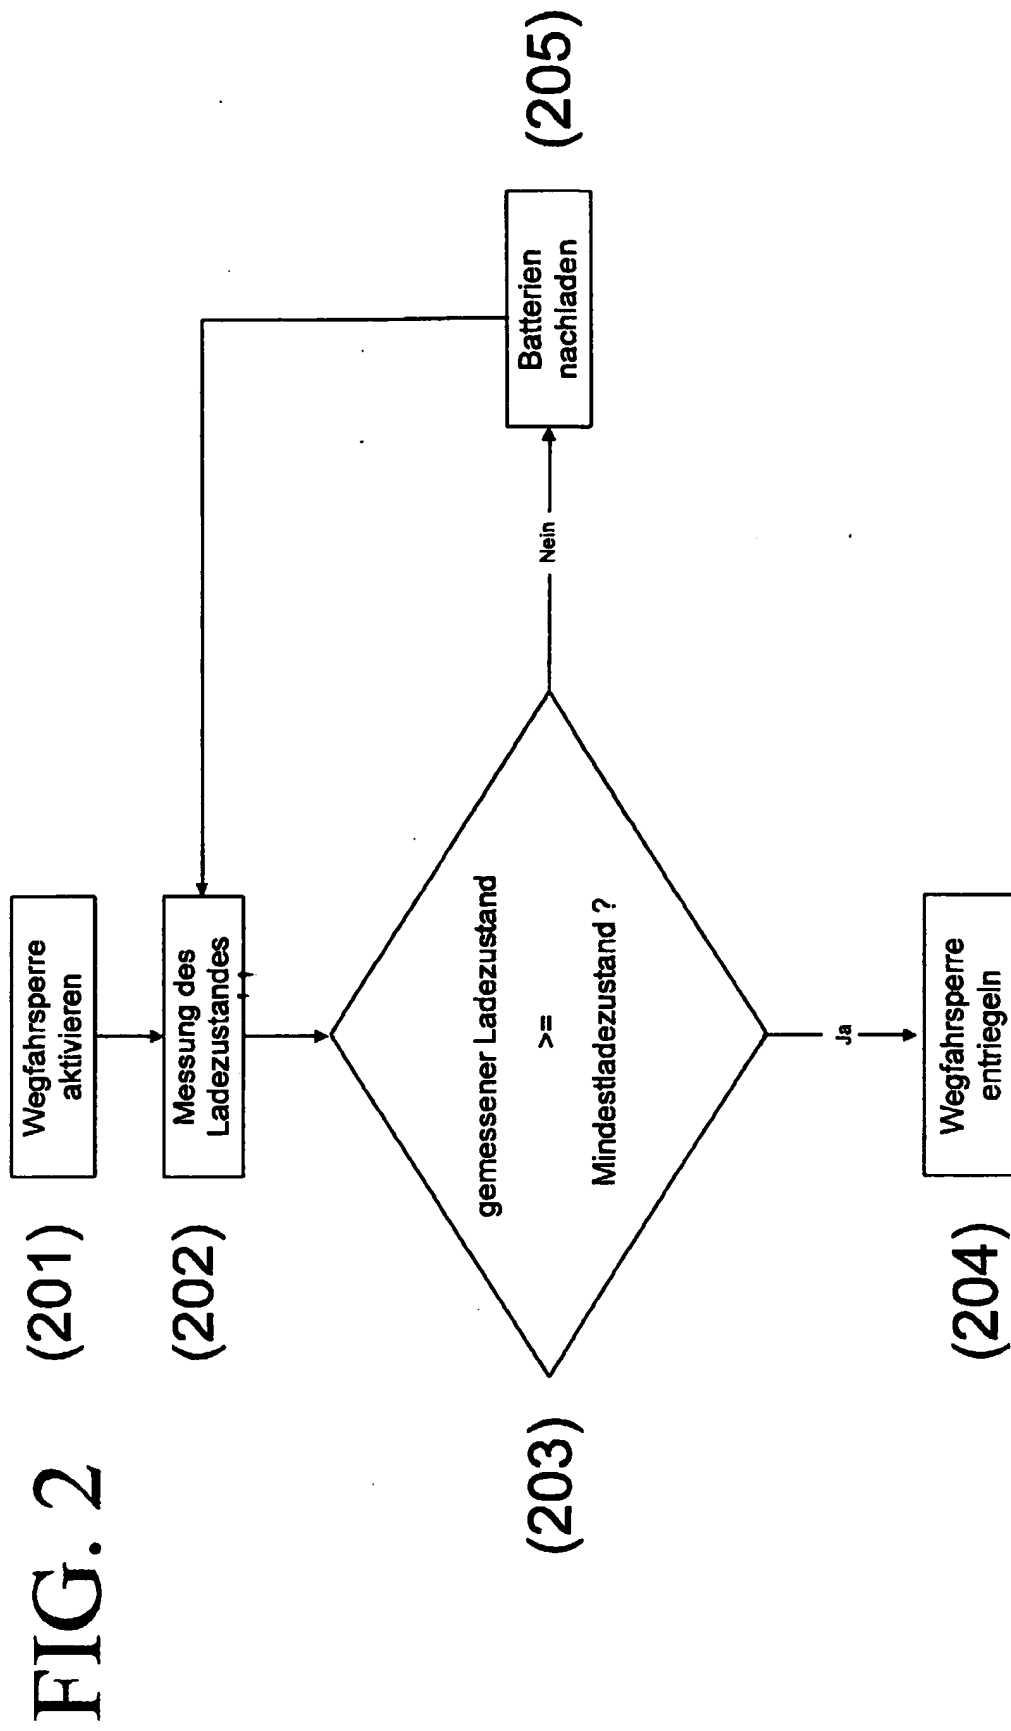 FIG. 2
(201)
Wegfahrsperre
aktivieren
(202)
Messung des
Ladezustandes
(203)
gemessener Ladezustand
>=
Mindestladezustand ?
Nein
Batterien
nachladen
(205)
Ja
(204)
Wegfahrsperre
entriegeln